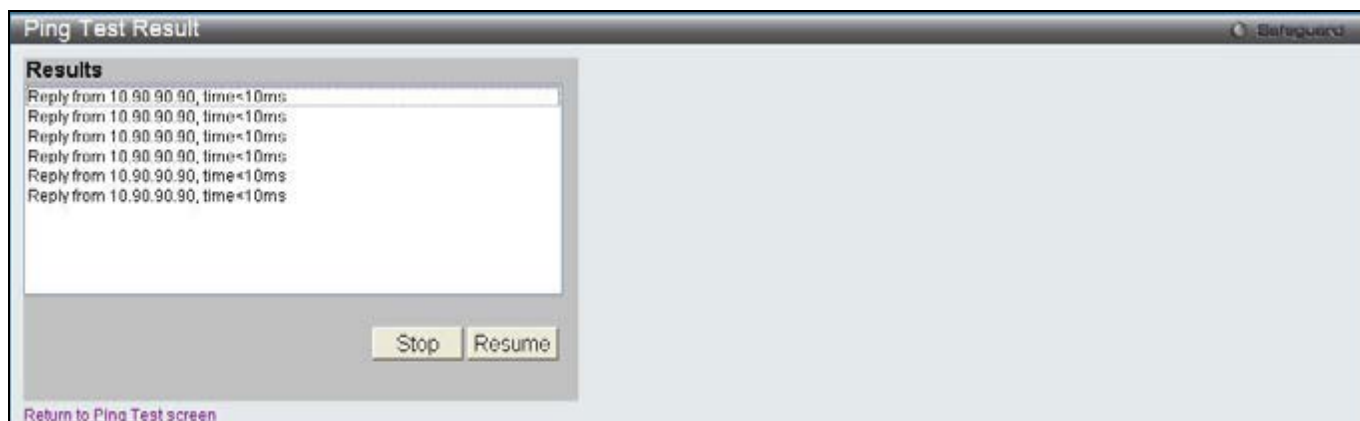 Ping Test Result
Safeguard
Results
Reply from 10.90.90.90, time<10ms
Reply from 10.90.90.90, time<10ms
Reply from 10.90.90.90, time<10ms
Reply from 10.90.90.90, time<10ms
Reply from 10.90.90.90, time<10ms
Reply from 10.90.90.90, time<10ms
Stop Resume
Return to Ping Test screen